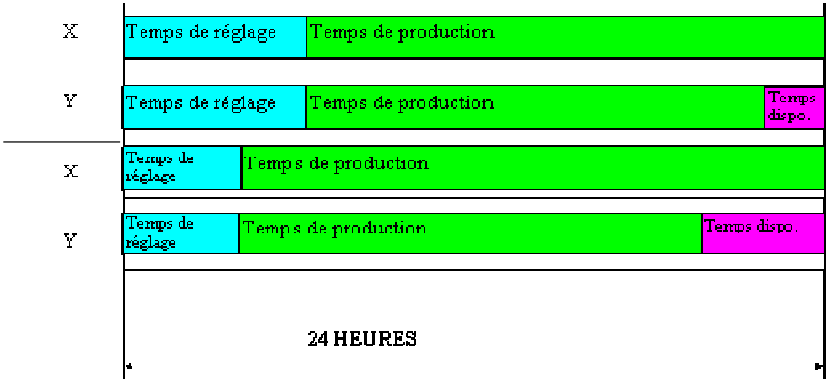 X Temps de réglage Temps de production
Y Temps de réglage Temps de production Temps dispo.
X Temps de réglage Temps de production
Y Temps de réglage Temps de production Temps dispo.
24 HEURES